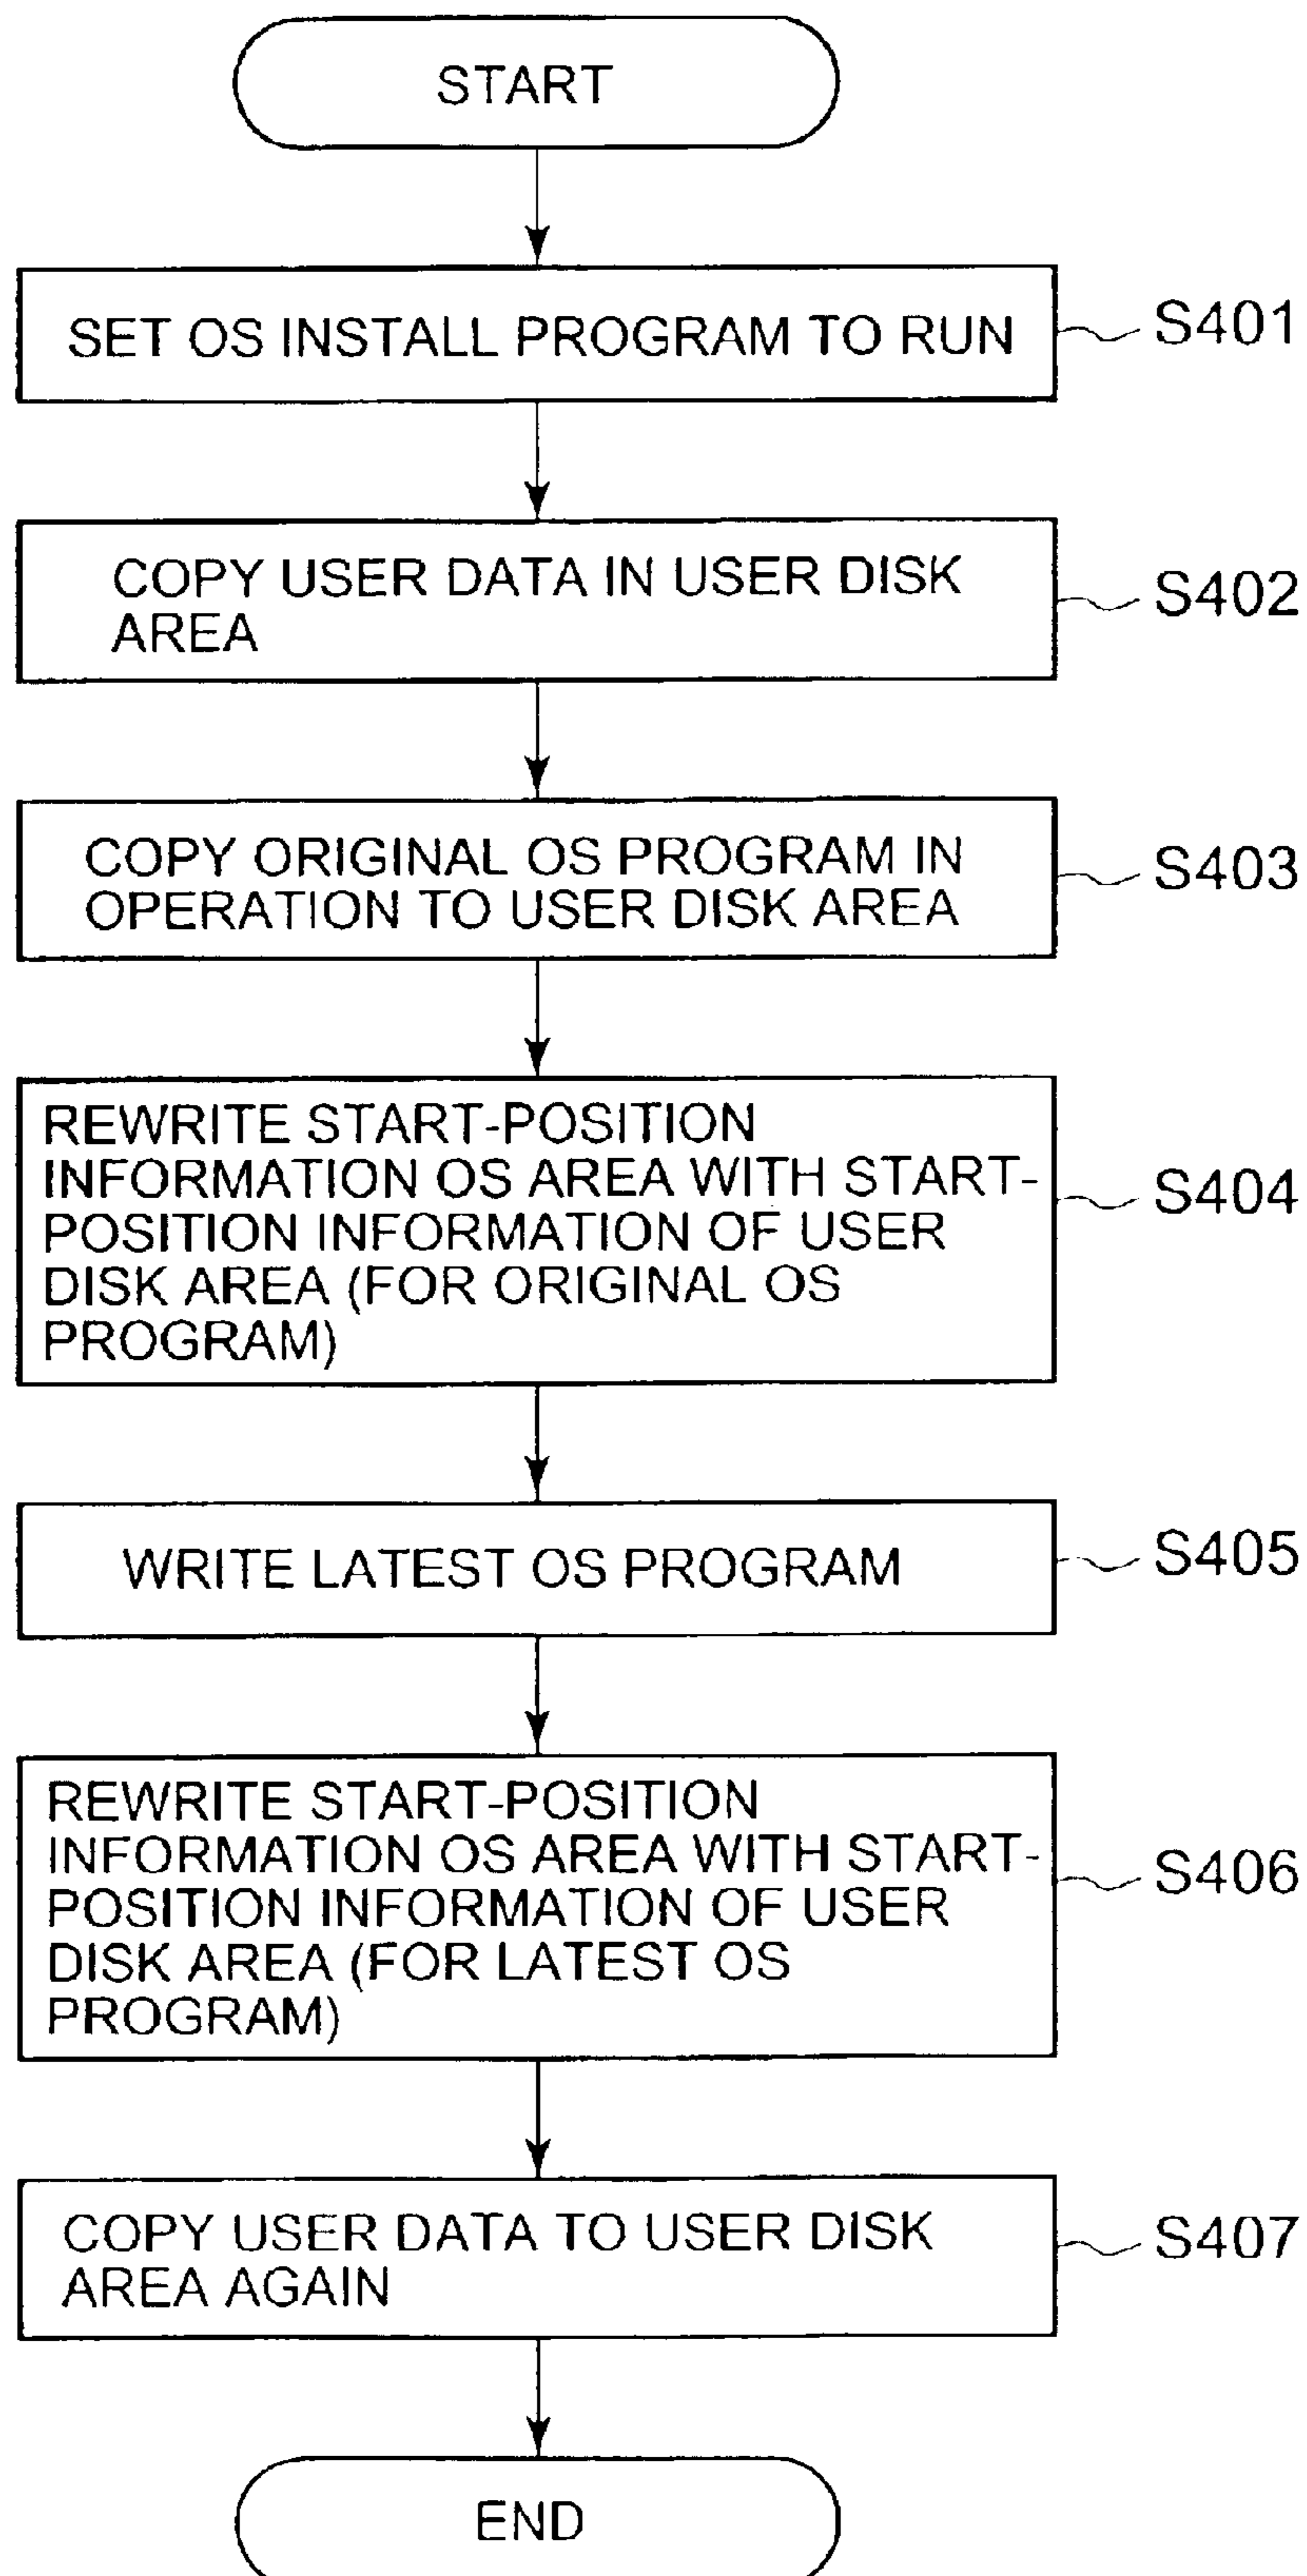 START
SET OS INSTALL PROGRAM TO RUN
S401
COPY USER DATA IN USER DISK
AREA
S402
COPY ORIGINAL OS PROGRAM IN
OPERATION TO USER DISK AREA
S403
REWRITE START-POSITION
INFORMATION OS AREA WITH START-
POSITION INFORMATION OF USER
DISK AREA (FOR ORIGINAL OS
PROGRAM)
S404
WRITE LATEST OS PROGRAM
S405
REWRITE START-POSITION
INFORMATION OS AREA WITH START-
POSITION INFORMATION OF USER
DISK AREA (FOR LATEST OS
PROGRAM)
S406
COPY USER DATA TO USER DISK
AREA AGAIN
S407
END